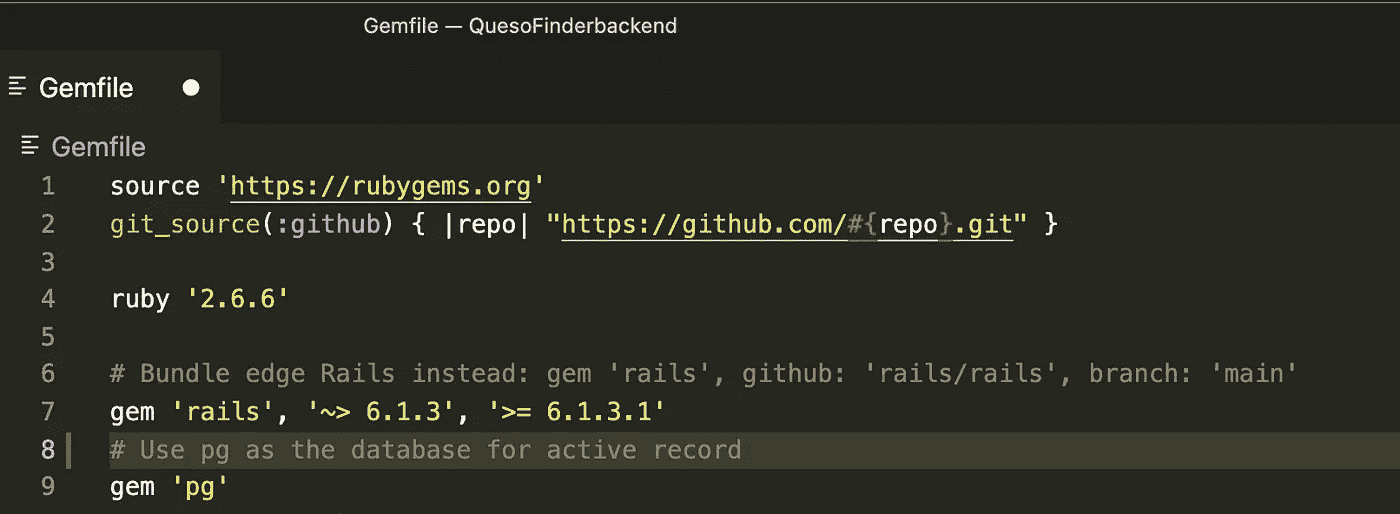 Gemfile — QuesoFinderbackend
Gemfile
Gemfile
1 source 'https://rubygems.org'
2 git_source(:github) { |repo| "https://github.com/#{repo}.git" }
3
4 ruby '2.6.6'
5
6 # Bundle edge Rails instead: gem 'rails', github: 'rails/rails', branch: 'main'
7 gem 'rails', '~> 6.1.3', '>= 6.1.3.1'
8 # Use pg as the database for active record
9 gem 'pg'